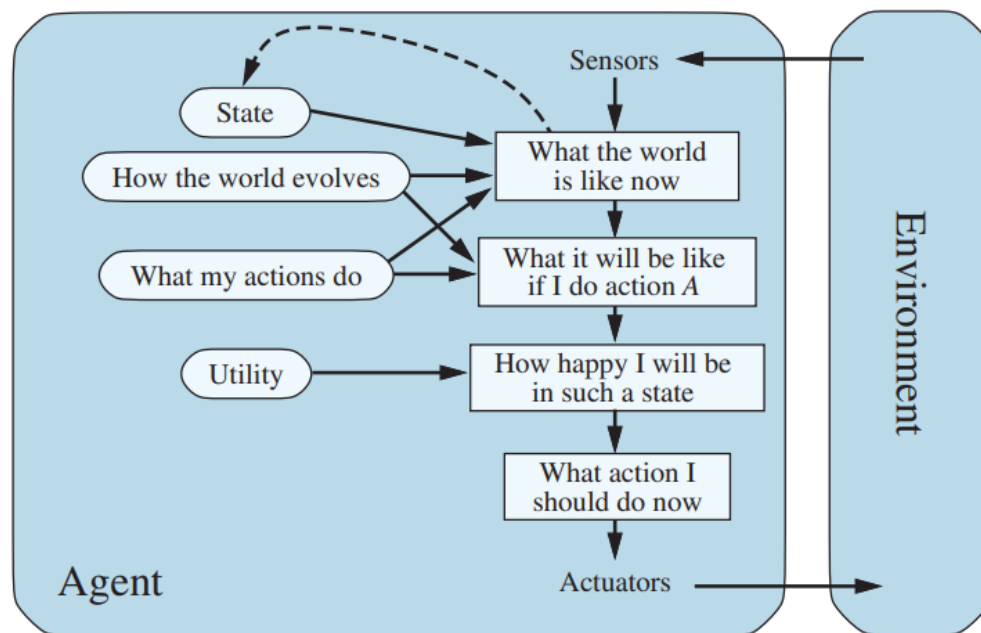 Sensors
State
What the world
is like now
How the world evolves
What my actions do
What it will be like
if I do action A
Utility
How happy I will be
in such a state
What action I
should do now
Agent
Actuators
Environment